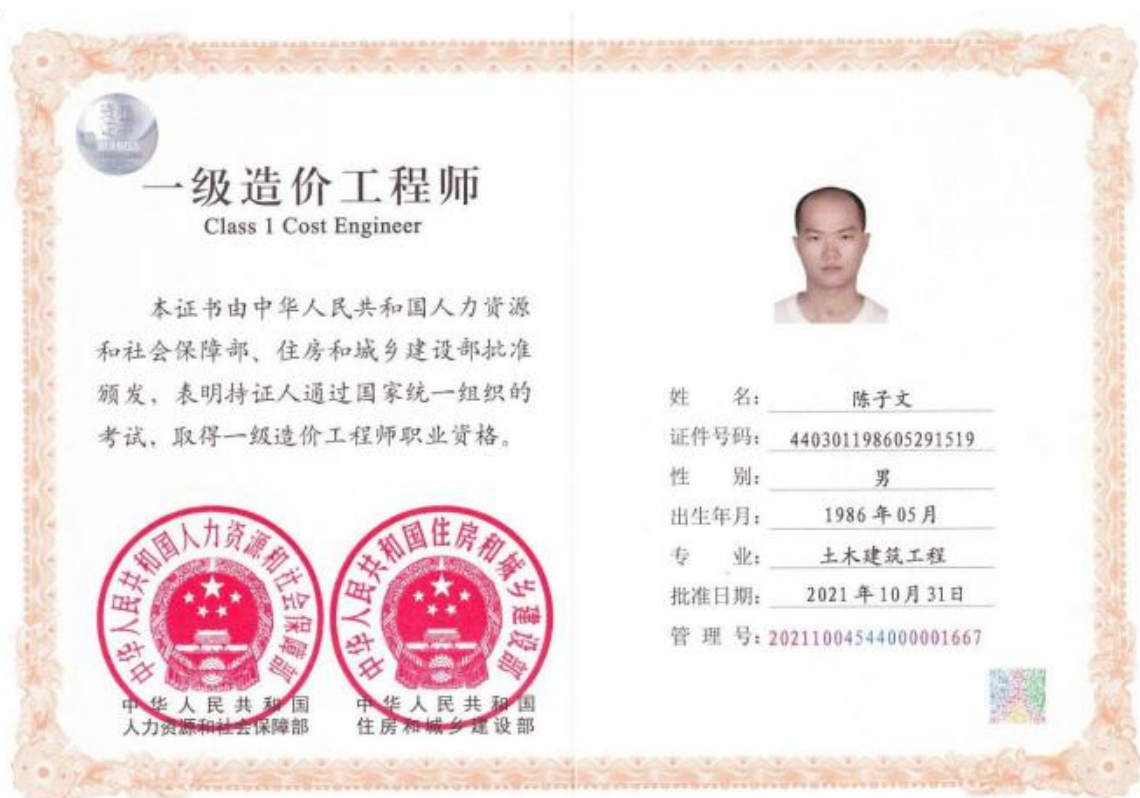 一级造价工程师
Class 1 Cost Engineer
本证书由中华人民共和国人力资源
和社会保障部、住房和城乡建设部批准
颁发，表明持证人通过国家统一组织的
考试，取得一级造价工程师职业资格。
中华人民共和国人力资源和社会保障部
中华人民共和国住房和城乡建设部
中华人民共和国
人力资源和社会保障部
中华人民共和国
住房和城乡建设部
姓 名：陈子文
证件号码：440301198605291519
性 别：男
出生年月：1986年05月
专 业：土木建筑工程
批准日期：2021年10月31日
管 理 号：20211004544000001667